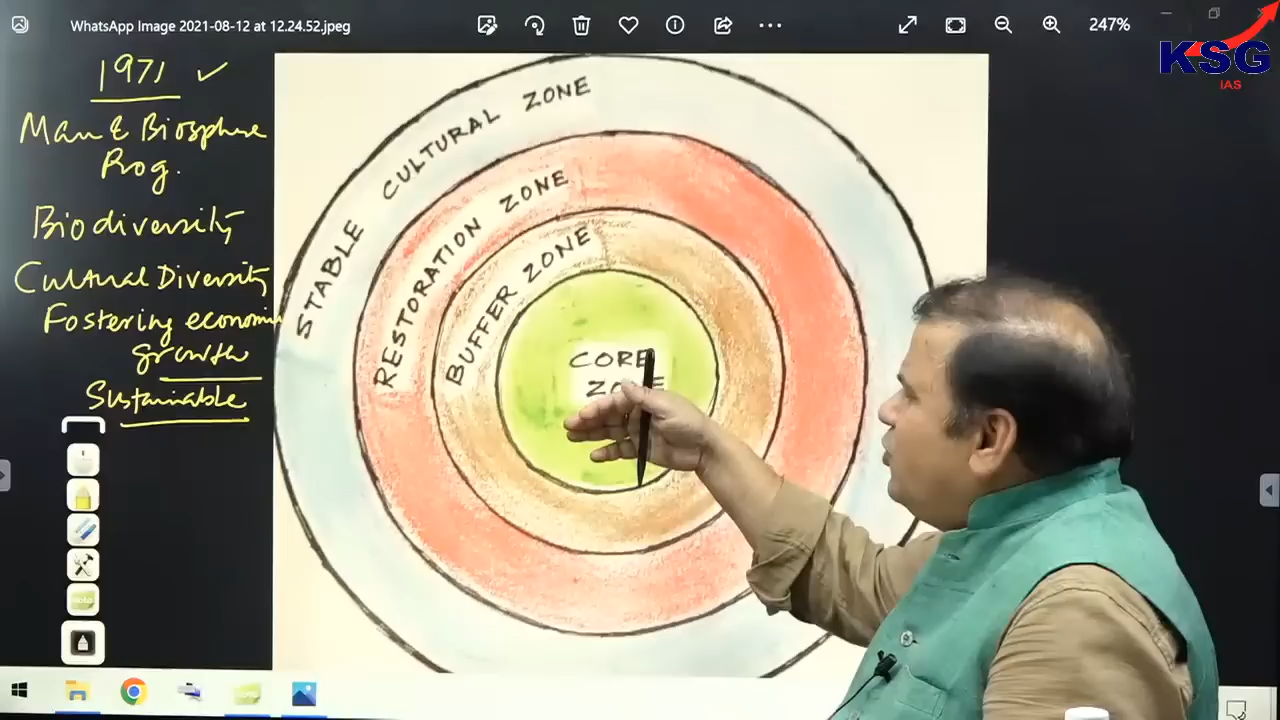 WhatsApp Image 2021-08-12 at 12.24.52.jpeg
247%
KSG
IAS
1971 ✓
Man & Biosphere
Prog.
Biodiversity
Cultural Diversity
Fostering economic
growth
Sustainable
STABLE CULTURAL ZONE
RESTORATION ZONE
BUFFER ZONE
CORE
ZONE